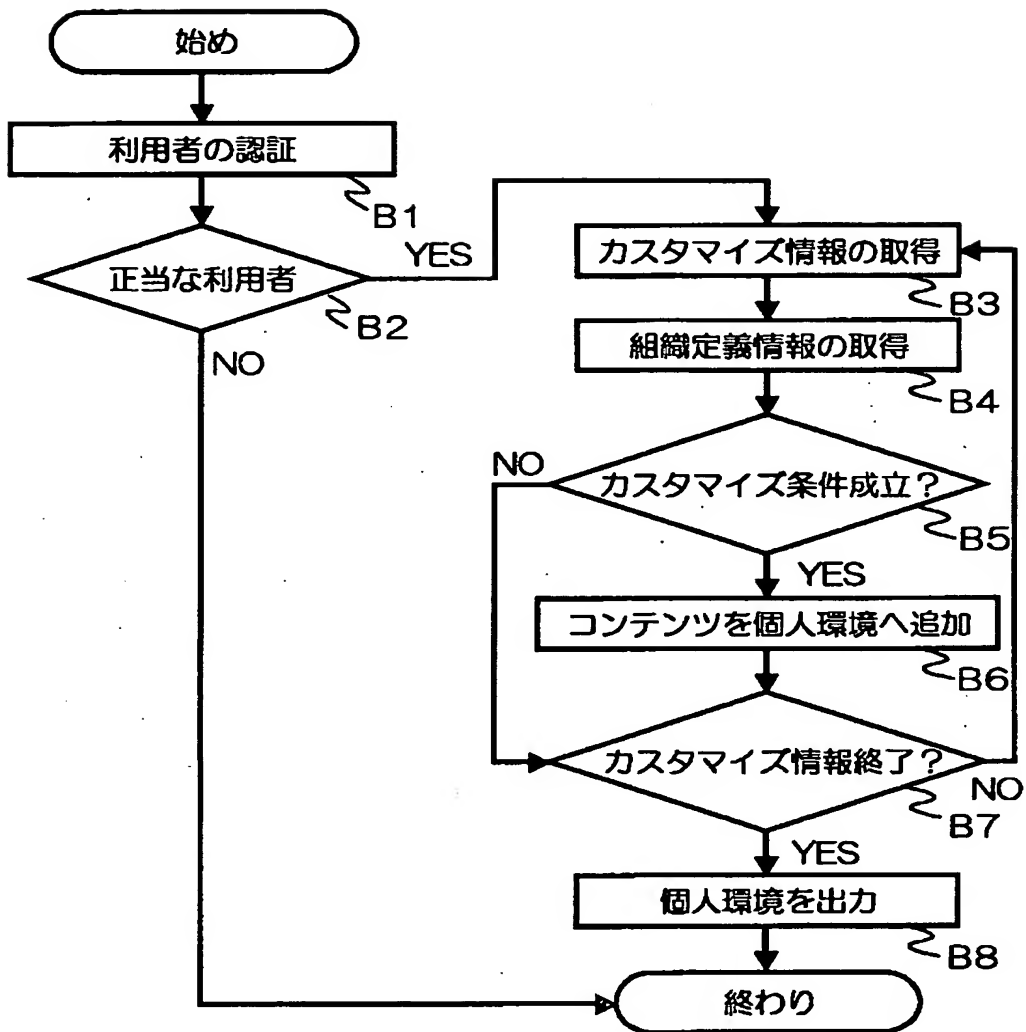 始め
利用者の認証
B1
正当な利用者
B2
YES
NO
カスタマイズ情報の取得
B3
組織定義情報の取得
B4
カスタマイズ条件成立?
B5
NO
YES
コンテンツを個人環境へ追加
B6
カスタマイズ情報終了?
B7
NO
YES
個人環境を出力
B8
終わり